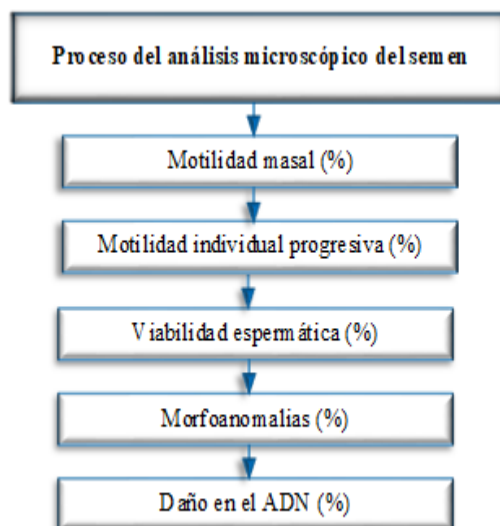 Proceso del análisis microscópico del semen
Motilidad masal (%)
Motilidad individual progresiva (%)
Viabilidad espermática (%)
Morfoanomalias (%)
Daño en el ADN (%)